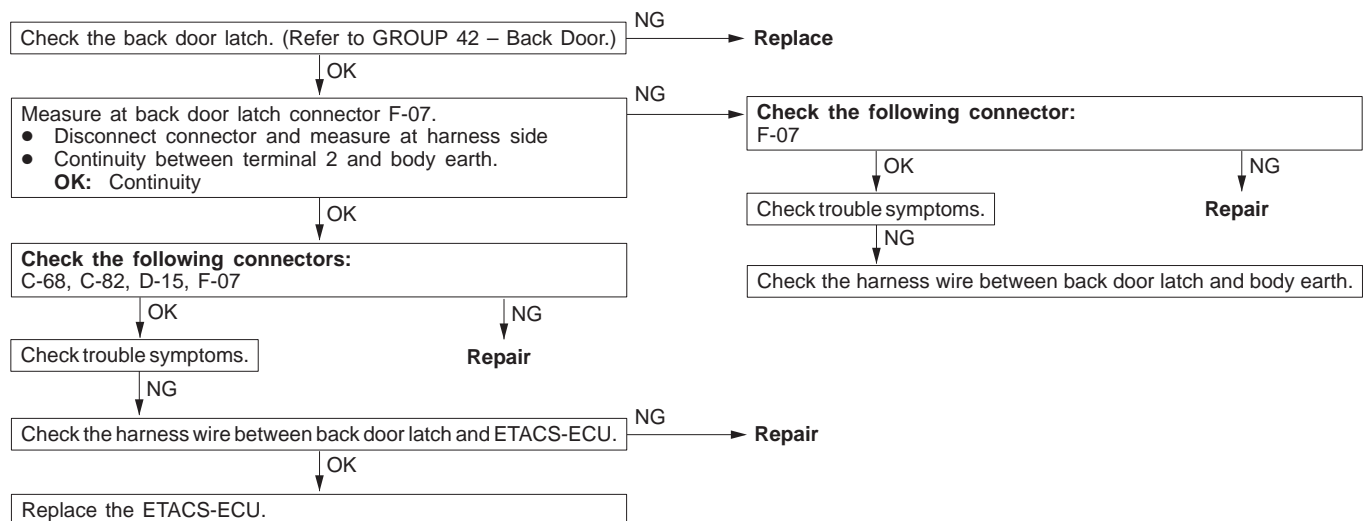 Check the back door latch. (Refer to GROUP 42 – Back Door.)
NG
Replace
OK
Measure at back door latch connector F-07.
● Disconnect connector and measure at harness side
● Continuity between terminal 2 and body earth.
OK: Continuity
NG
Check the following connector:
F-07
OK
NG
Check trouble symptoms.
Repair
NG
Check the harness wire between back door latch and body earth.
OK
Check the following connectors:
C-68, C-82, D-15, F-07
OK
NG
Check trouble symptoms.
Repair
NG
Check the harness wire between back door latch and ETACS-ECU.
NG
Repair
OK
Replace the ETACS-ECU.